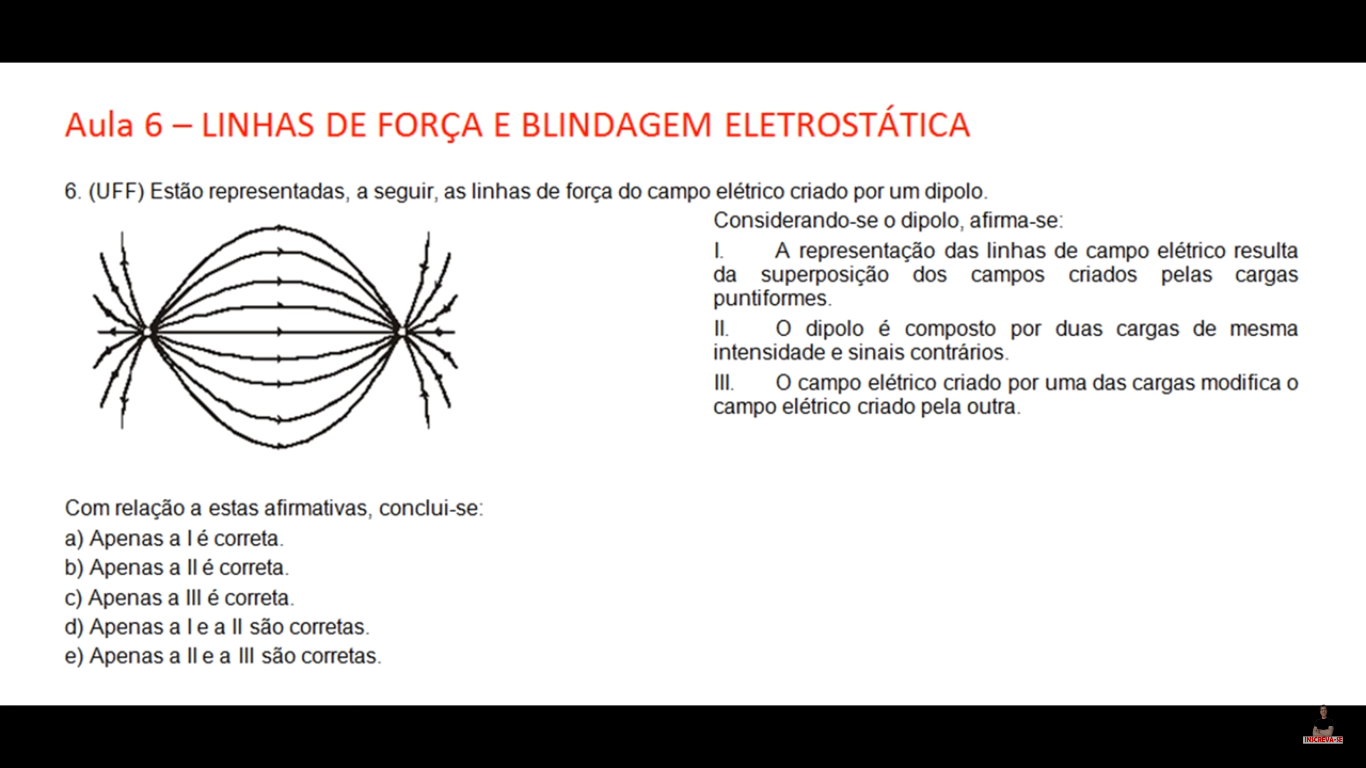 Aula 6 – LINHAS DE FORÇA E BLINDAGEM ELETROSTÁTICA
6. (UFF) Estão representadas, a seguir, as linhas de força do campo elétrico criado por um dipolo.
Considerando-se o dipolo, afirma-se:
I. A representação das linhas de campo elétrico resulta
da superposição dos campos criados pelas cargas
puntiformes.
II. O dipolo é composto por duas cargas de mesma
intensidade e sinais contrários.
III. O campo elétrico criado por uma das cargas modifica o
campo elétrico criado pela outra.
Com relação a estas afirmativas, conclui-se:
a) Apenas a I é correta.
b) Apenas a II é correta.
c) Apenas a III é correta.
d) Apenas a I e a II são corretas.
e) Apenas a II e a III são corretas.
INSCREVA-SE